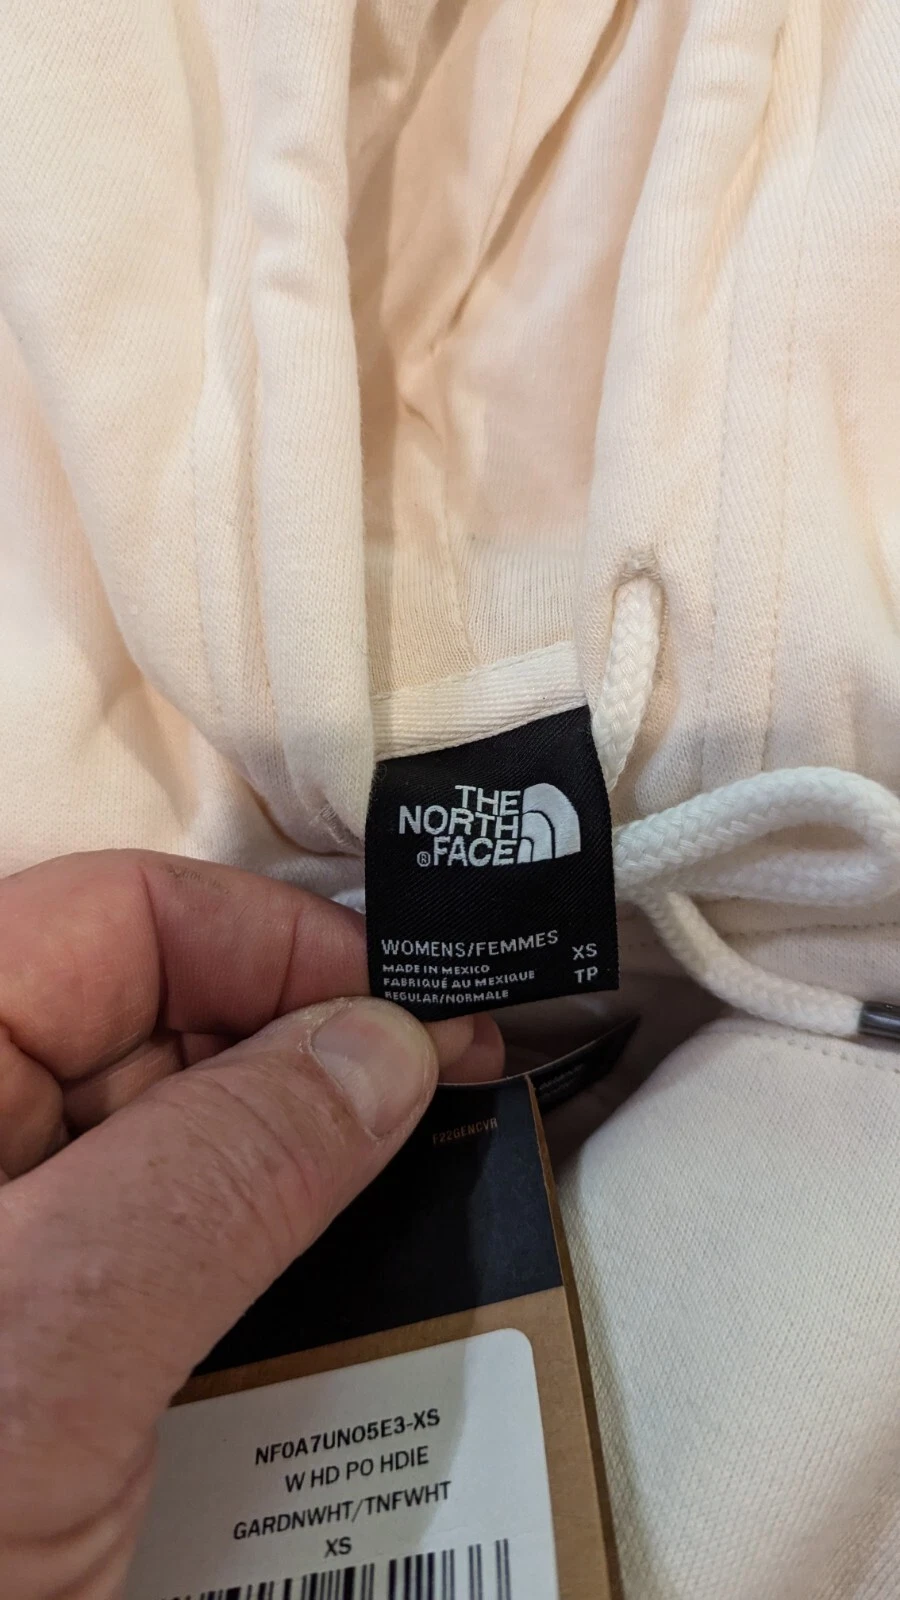 THE
NORTH
®FACE
WOMENS/FEMMES XS
MADE IN MEXICO TP
FABRIQUÉ AU MEXIQUE
REGULAR/NORMALE
F22GENCVR
NF0A7UNO5E3-XS
W HD PO HDIE
GARDNWHT/TNFWHT
XS